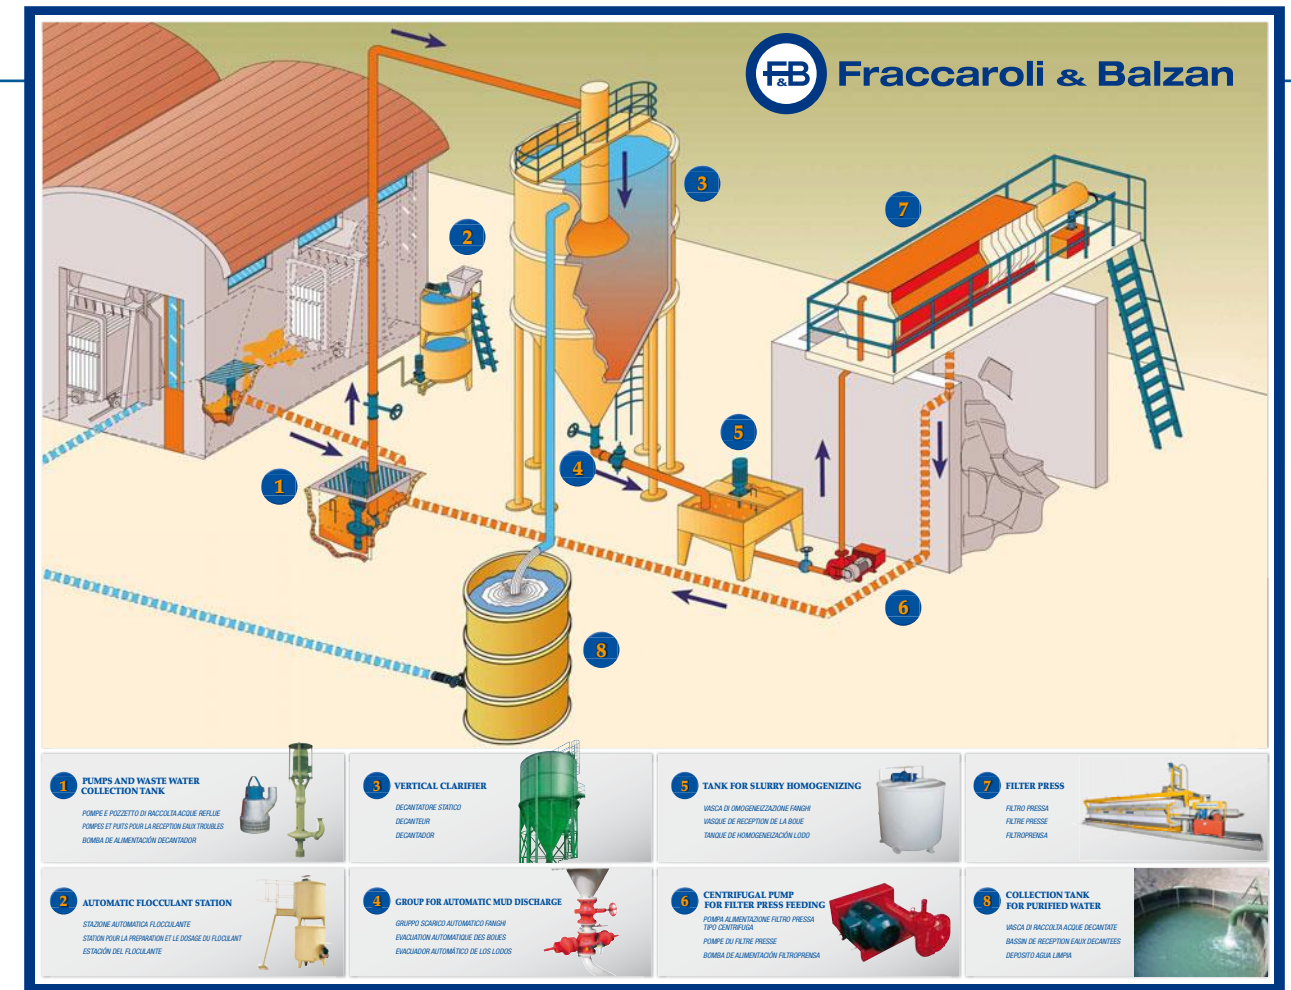 F&B Fraccaroli & Balzan
3
7
2
5
4
1
6
8
1 PUMPS AND WASTE WATER
COLLECTION TANK
POMPE E POZZETTO DI RACCOLTA ACQUE REFLUE
POMPES ET PUITS POUR LA RECEPTION EAUX TROUBLES
BOMBA DE ALIMENTACIÓN DECANTADOR
3 VERTICAL CLARIFIER
DECANTATORE STATICO
DECANTEUR
DECANTADOR
5 TANK FOR SLURRY HOMOGENIZING
VASCA DI OMOGENEIZZAZIONE FANGHI
VASQUE DE RECEPTION DE LA BOUE
TANQUE DE HOMOGENEIZACIÓN LODO
7 FILTER PRESS
FILTRO PRESSA
FILTRE PRESSE
FILTROPRENSA
2 AUTOMATIC FLOCCULANT STATION
STAZIONE AUTOMATICA FLOCCULANTE
STATION POUR LA PREPARATION ET LE DOSAGE DU FLOCULANT
ESTACIÓN DEL FLOCULANTE
4 GROUP FOR AUTOMATIC MUD DISCHARGE
GRUPPO SCARICO AUTOMATICO FANGHI
EVACUATION AUTOMATIQUE DES BOUES
EVACUADOR AUTOMÁTICO DE LOS LODOS
6 CENTRIFUGAL PUMP
FOR FILTER PRESS FEEDING
POMPA ALIMENTAZIONE FILTRO PRESSA
TIPO CENTRIFUGA
POMPE DU FILTRE PRESSE
BOMBA DE ALIMENTACIÓN FILTROPRENSA
8 COLLECTION TANK
FOR PURIFIED WATER
VASCA DI RACCOLTA ACQUE DECANTATE
BASSIN DE RECEPTION EAUX DECANTEES
DEPOSITO AGUA LIMPIA